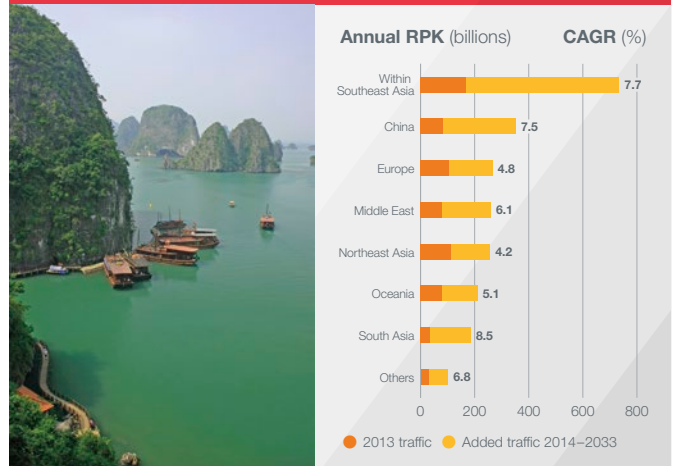 Annual RPK (billions) CAGR (%)
Within
Southeast Asia 7.7
China 7.5
Europe 4.8
Middle East 6.1
Northeast Asia 4.2
Oceania 5.1
South Asia 8.5
Others 6.8
0 200 400 600 800
2013 traffic Added traffic 2014–2033